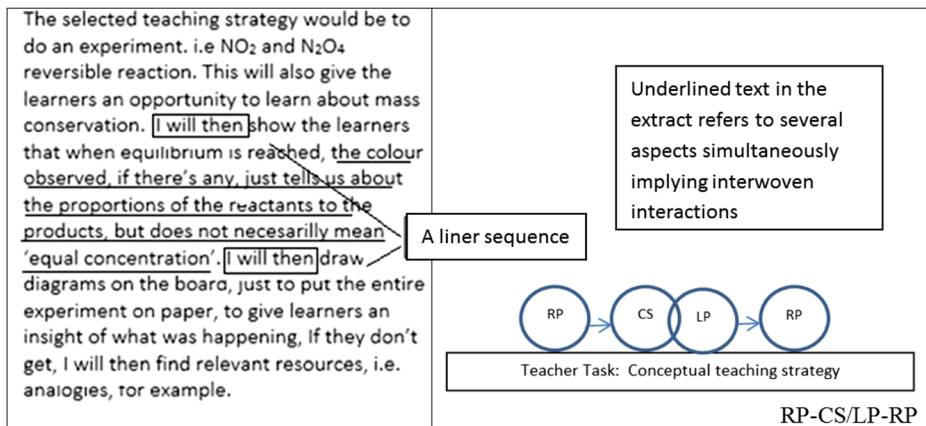 The selected teaching strategy would be to
do an experiment. i.e NO₂ and N₂O₄
reversible reaction. This will also give the
learners an opportunity to learn about mass
conservation. I will then show the learners
that when equilibrium is reached, the colour
observed, if there's any, just tells us about
the proportions of the reactants to the
products, but does not necesarilly mean
'equal concentration'. I will then draw
diagrams on the board, just to put the entire
experiment on paper, to give learners an
insight of what was happening, If they don't
get, I will then find relevant resources, i.e.
analogies, for example.
A liner sequence
Underlined text in the
extract refers to several
aspects simultaneously
implying interwoven
interactions
RP CS LP RP
Teacher Task: Conceptual teaching strategy
RP-CS/LP-RP